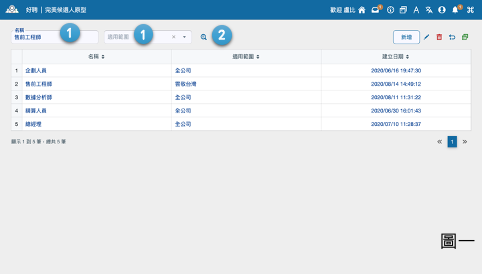 好聘 | 完美候選人原型
歡迎 盧比
名稱
售前工程師
1
適用範圍
1
2
新增
名稱 適用範圍 建立日期
1 企劃人員 全公司 2020/06/16 19:47:30
2 售前工程師 雲敬台灣 2020/08/14 14:49:12
3 數據分析師 全公司 2020/08/11 11:31:22
4 核算人員 全公司 2020/06/30 16:01:43
5 總經理 全公司 2020/07/10 11:28:37
顯示 1 到 5 筆,總共 5 筆
« 1 »
圖一